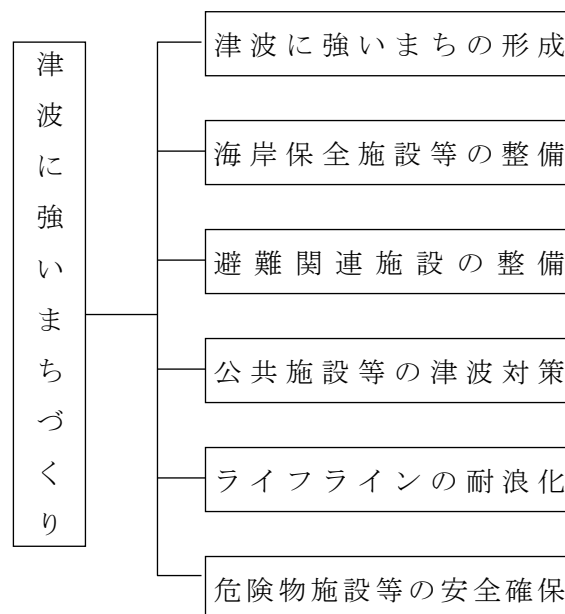 津波に強いまちづくり
津波に強いまちの形成
海岸保全施設等の整備
避難関連施設の整備
公共施設等の津波対策
ライフラインの耐浪化
危険物施設等の安全確保